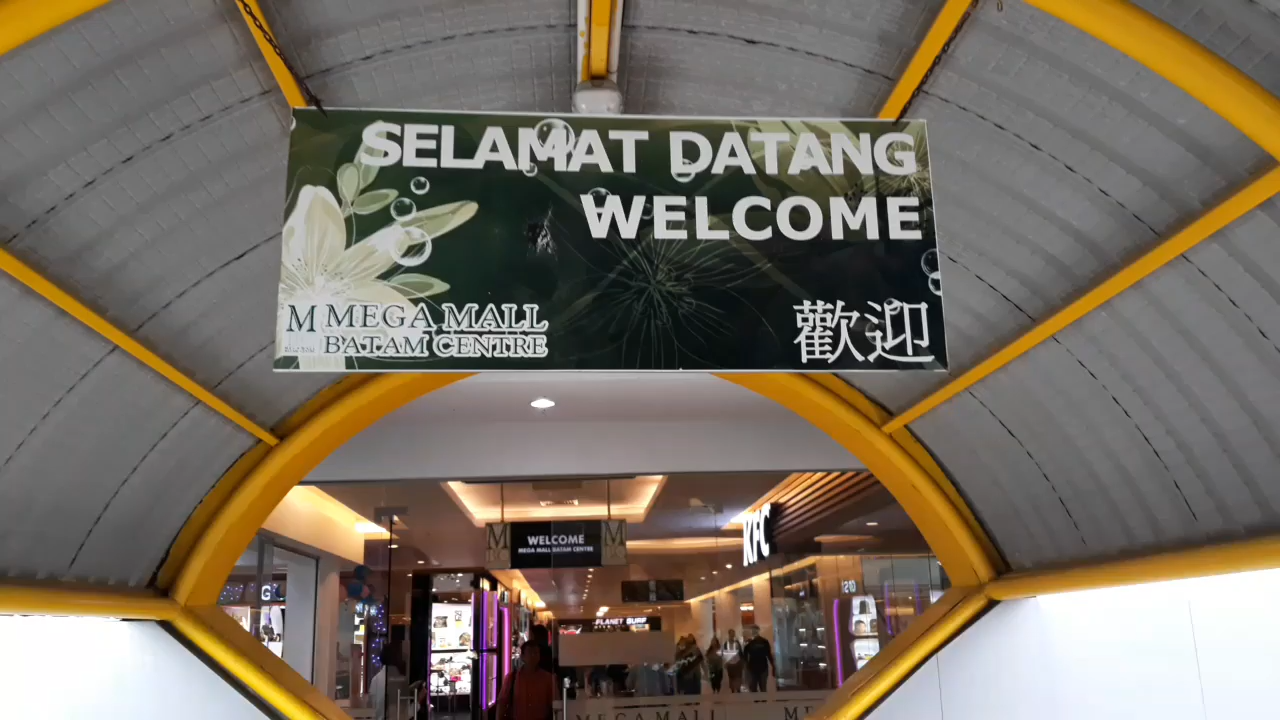 SELAMAT DATANG
WELCOME
M MEGA MALL
BATAM CENTRE
歡迎
KFC
M
WELCOME
MEGA MALL BATAM CENTRE
M
PLANET SURF
MEGA MALL